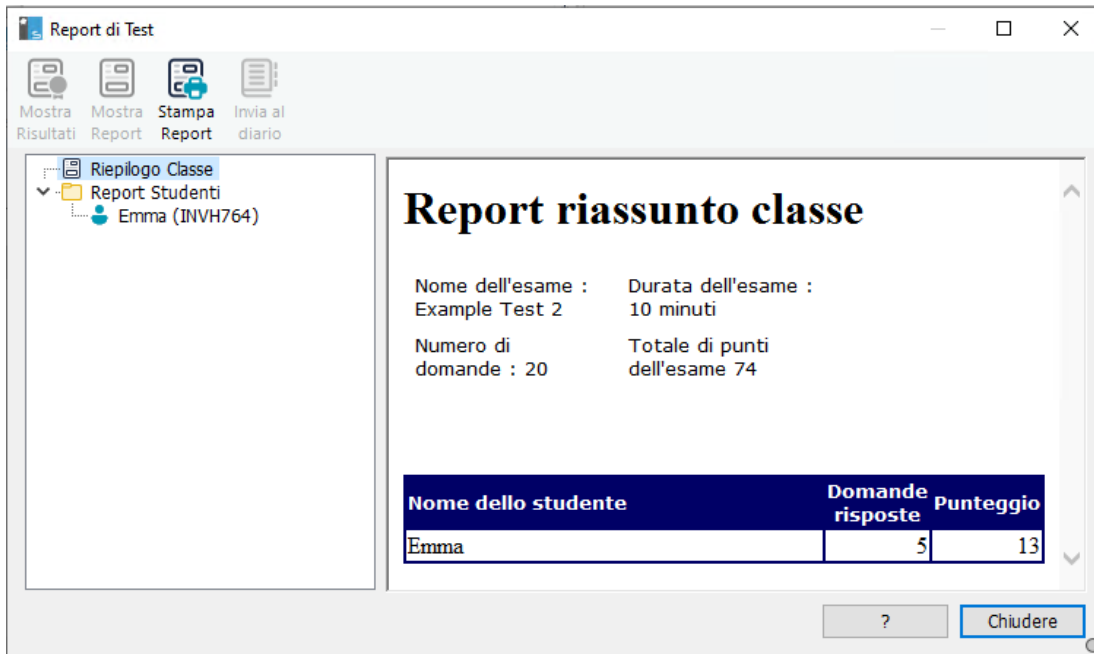 Report di Test
Mostra Risultati
Mostra Report
Stampa Report
Invia al diario
Riepilogo Classe
Report Studenti
Emma (INVH764)
Report riassunto classe
Nome dell'esame :
Example Test 2
Durata dell'esame :
10 minuti
Numero di
domande : 20
Totale di punti
dell'esame 74
Nome dello studente Domande risposte Punteggio
Emma 5 13
? Chiudere